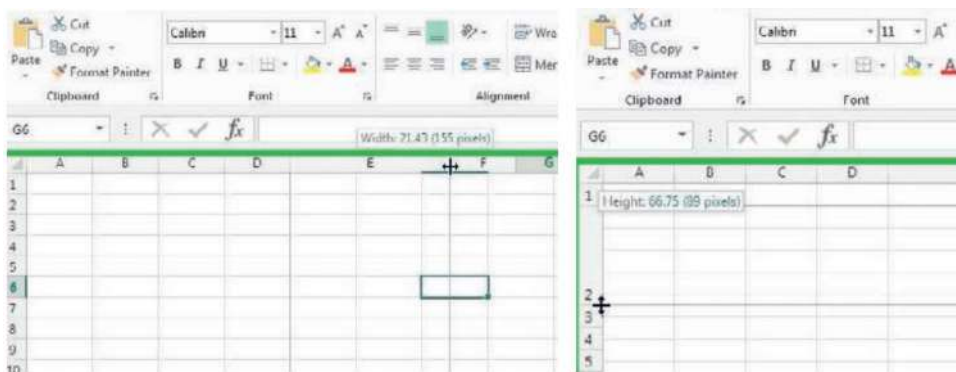 Cut
Copy
Paste
Format Painter
Clipboard
Calibri 11 A A
B I U A
Font
Wra
Mer
Alignment
G6 fx
Width: 21.43 (155 pixels)
A B C D E F G
1
2
3
4
5
6
7
8
9
10
Cut
Copy
Paste
Format Painter
Clipboard
Calibri 11 A
B I U A
Font
G6 fx
A B C D
1 Height: 66.75 (89 pixels)
2
3
4
5